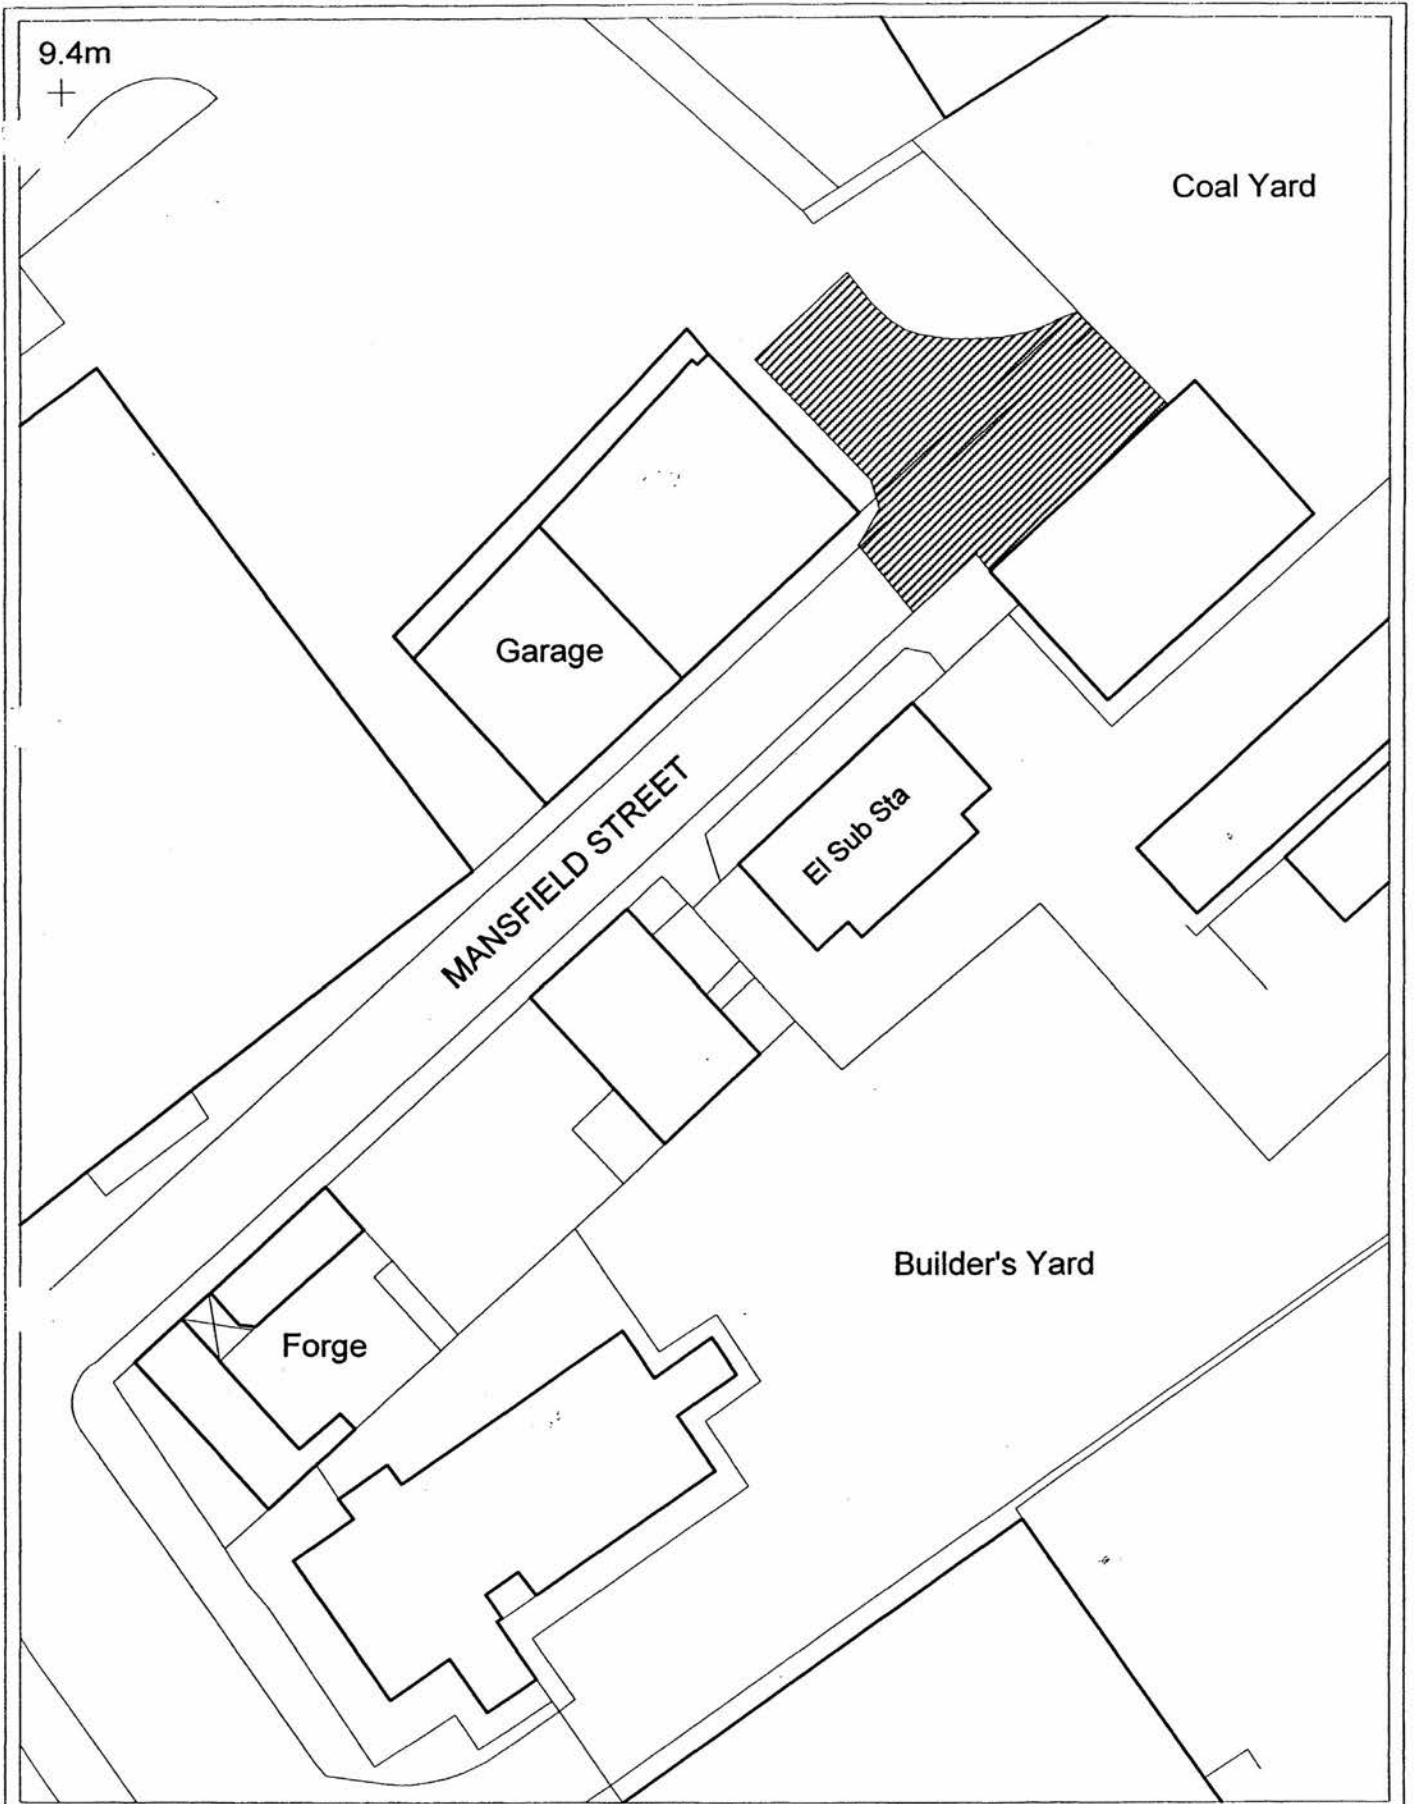 9.4m
Coal Yard
Garage
MANSFIELD STREET
El Sub Sta
Builder's Yard
Forge